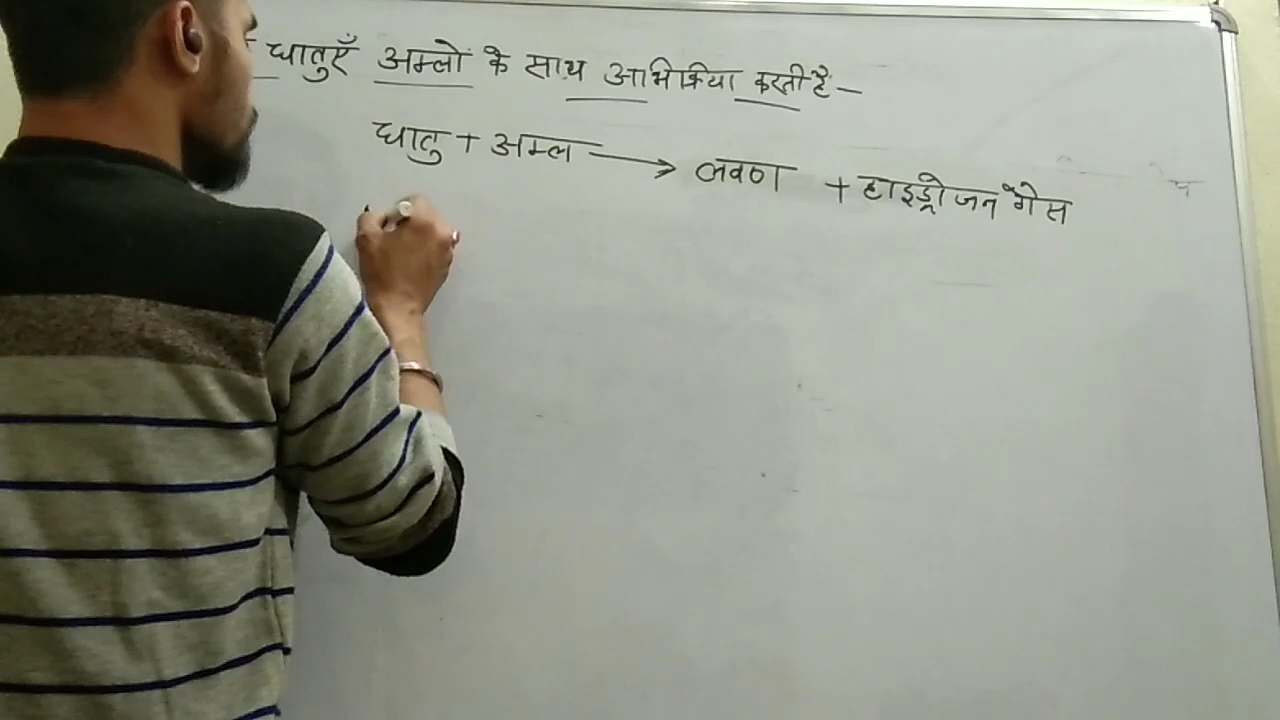 धातुएँ अम्लों के साथ अभिक्रिया करती है -
धातु + अम्ल → लवण + हाइड्रोजन गैस